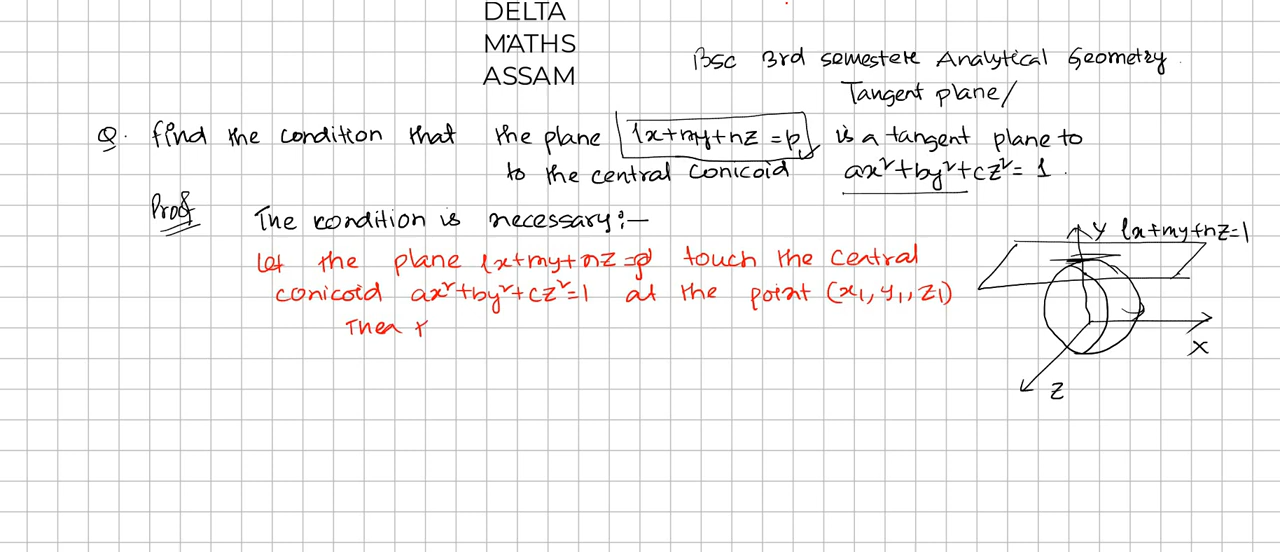 DELTA
MATHS
ASSAM
BSC 3rd semester Analytical Geometry
Tangent plane/
Q. find the condition that the plane lx+my+nz=p, is a tangent plane to
to the central conicoid ax²+by²+cz²=1.
Proof
The condition is necessary:-
Let the plane lx+my+nz=p touch the central
conicoid ax²+by²+cz²=1 at the point (x₁, y₁, z₁)
Then
Y lx+my+nz=1
X
Z